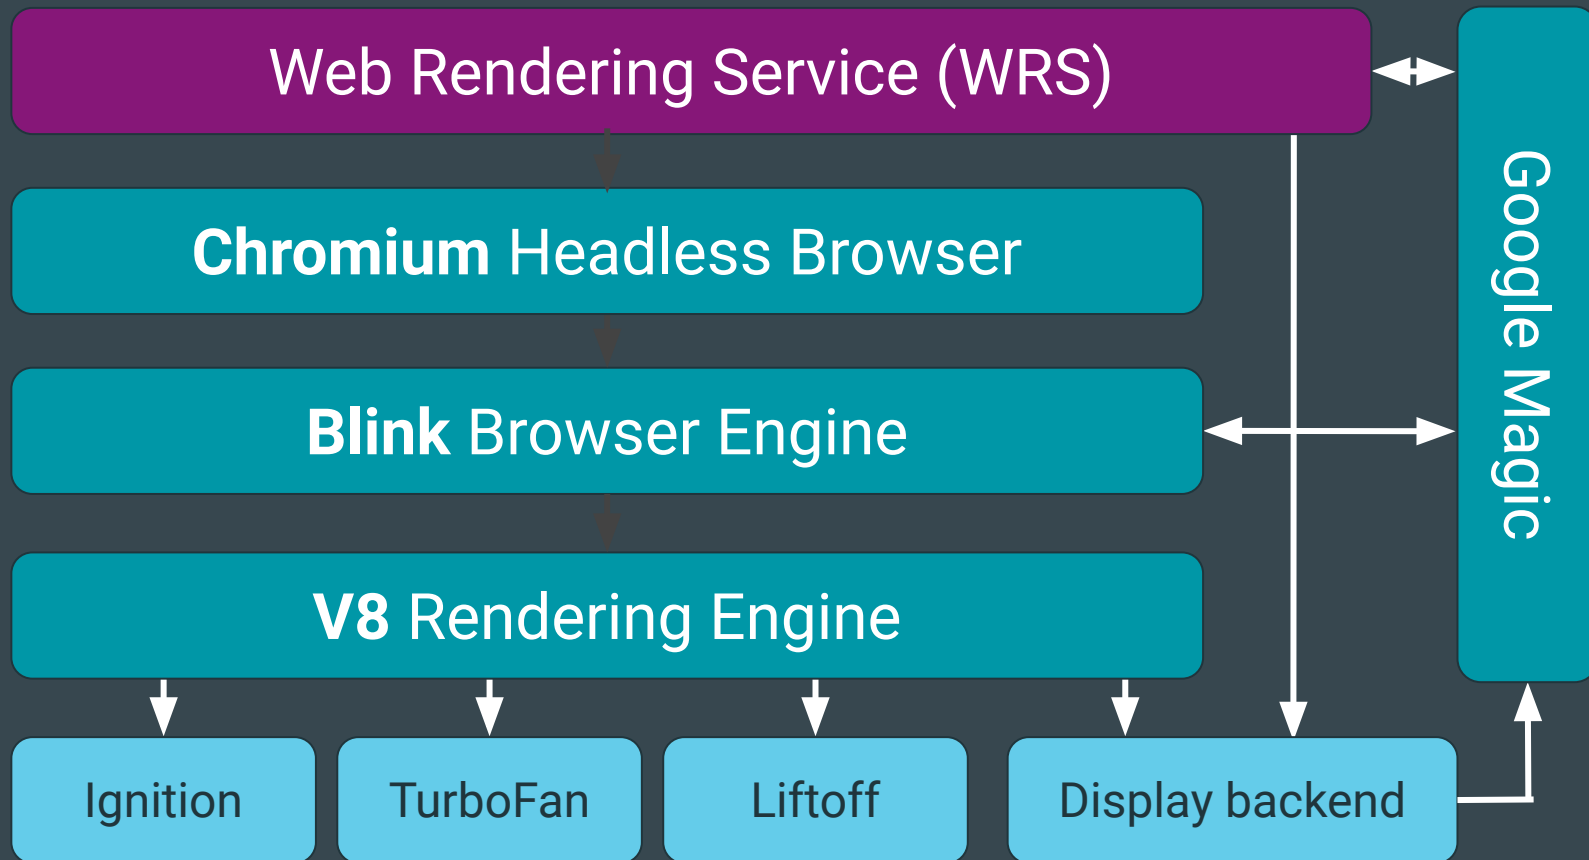 Web Rendering Service (WRS)
Chromium Headless Browser
Blink Browser Engine
V8 Rendering Engine
Ignition
TurboFan
Liftoff
Display backend
Google Magic